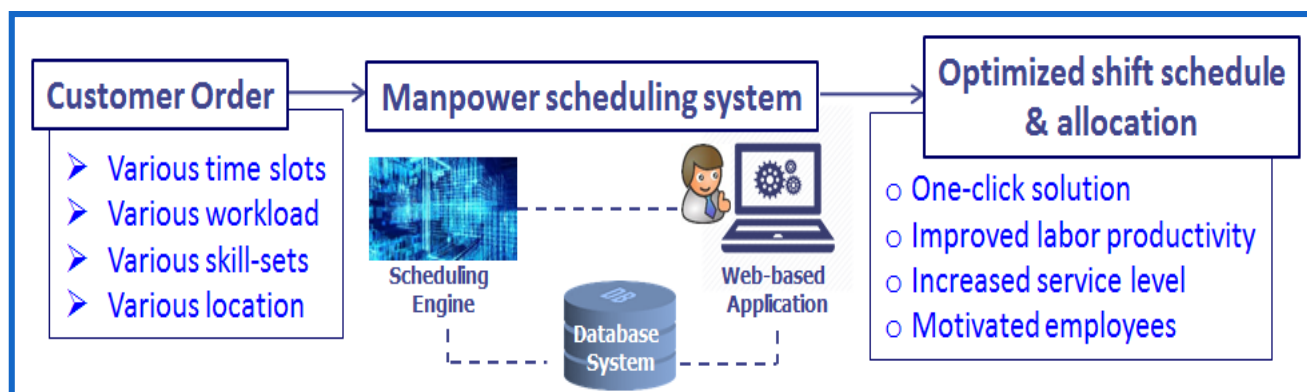 Customer Order
➤ Various time slots
➤ Various workload
➤ Various skill-sets
➤ Various location
Manpower scheduling system
Scheduling
Engine
Web-based
Application
DB
Database
System
Optimized shift schedule
& allocation
o One-click solution
o Improved labor productivity
o Increased service level
o Motivated employees